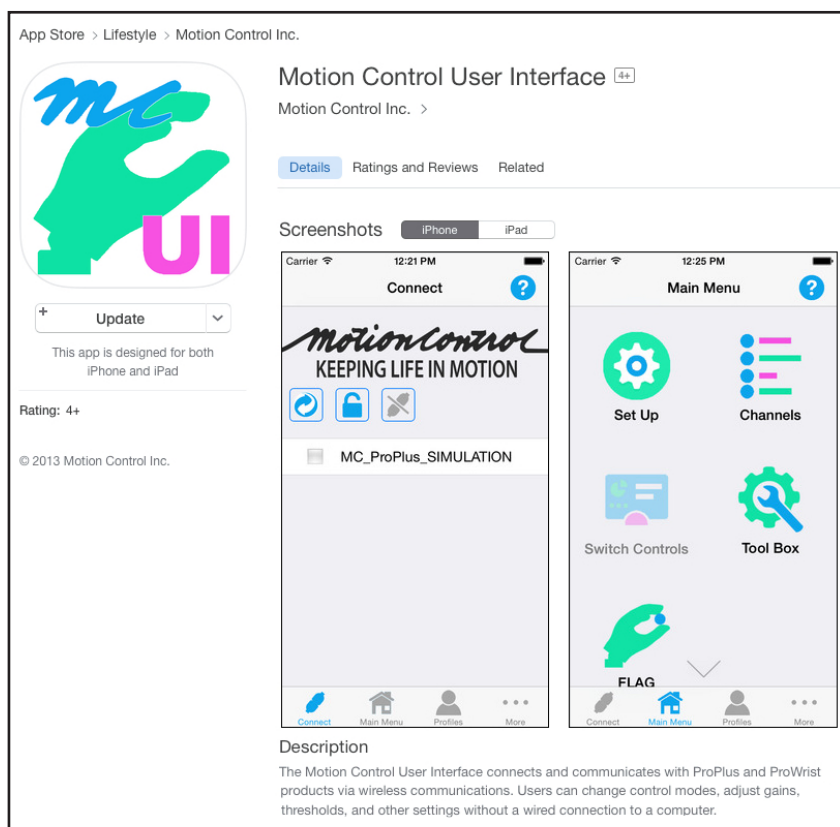 App Store > Lifestyle > Motion Control Inc.
mc
UI
Motion Control User Interface 4+
Motion Control Inc. >
Details Ratings and Reviews Related
+ Update
This app is designed for both
iPhone and iPad
Rating: 4+
© 2013 Motion Control Inc.
Screenshots iPhone iPad
Carrier 12:21 PM
Connect ?
Motion Control
KEEPING LIFE IN MOTION
MC_ProPlus_SIMULATION
Connect Main Menu Profiles More
Carrier 12:25 PM
Main Menu ?
Set Up Channels
Switch Controls Tool Box
FLAG
Connect Main Menu Profiles More
Description
The Motion Control User Interface connects and communicates with ProPlus and ProWrist
products via wireless communications. Users can change control modes, adjust gains,
thresholds, and other settings without a wired connection to a computer.